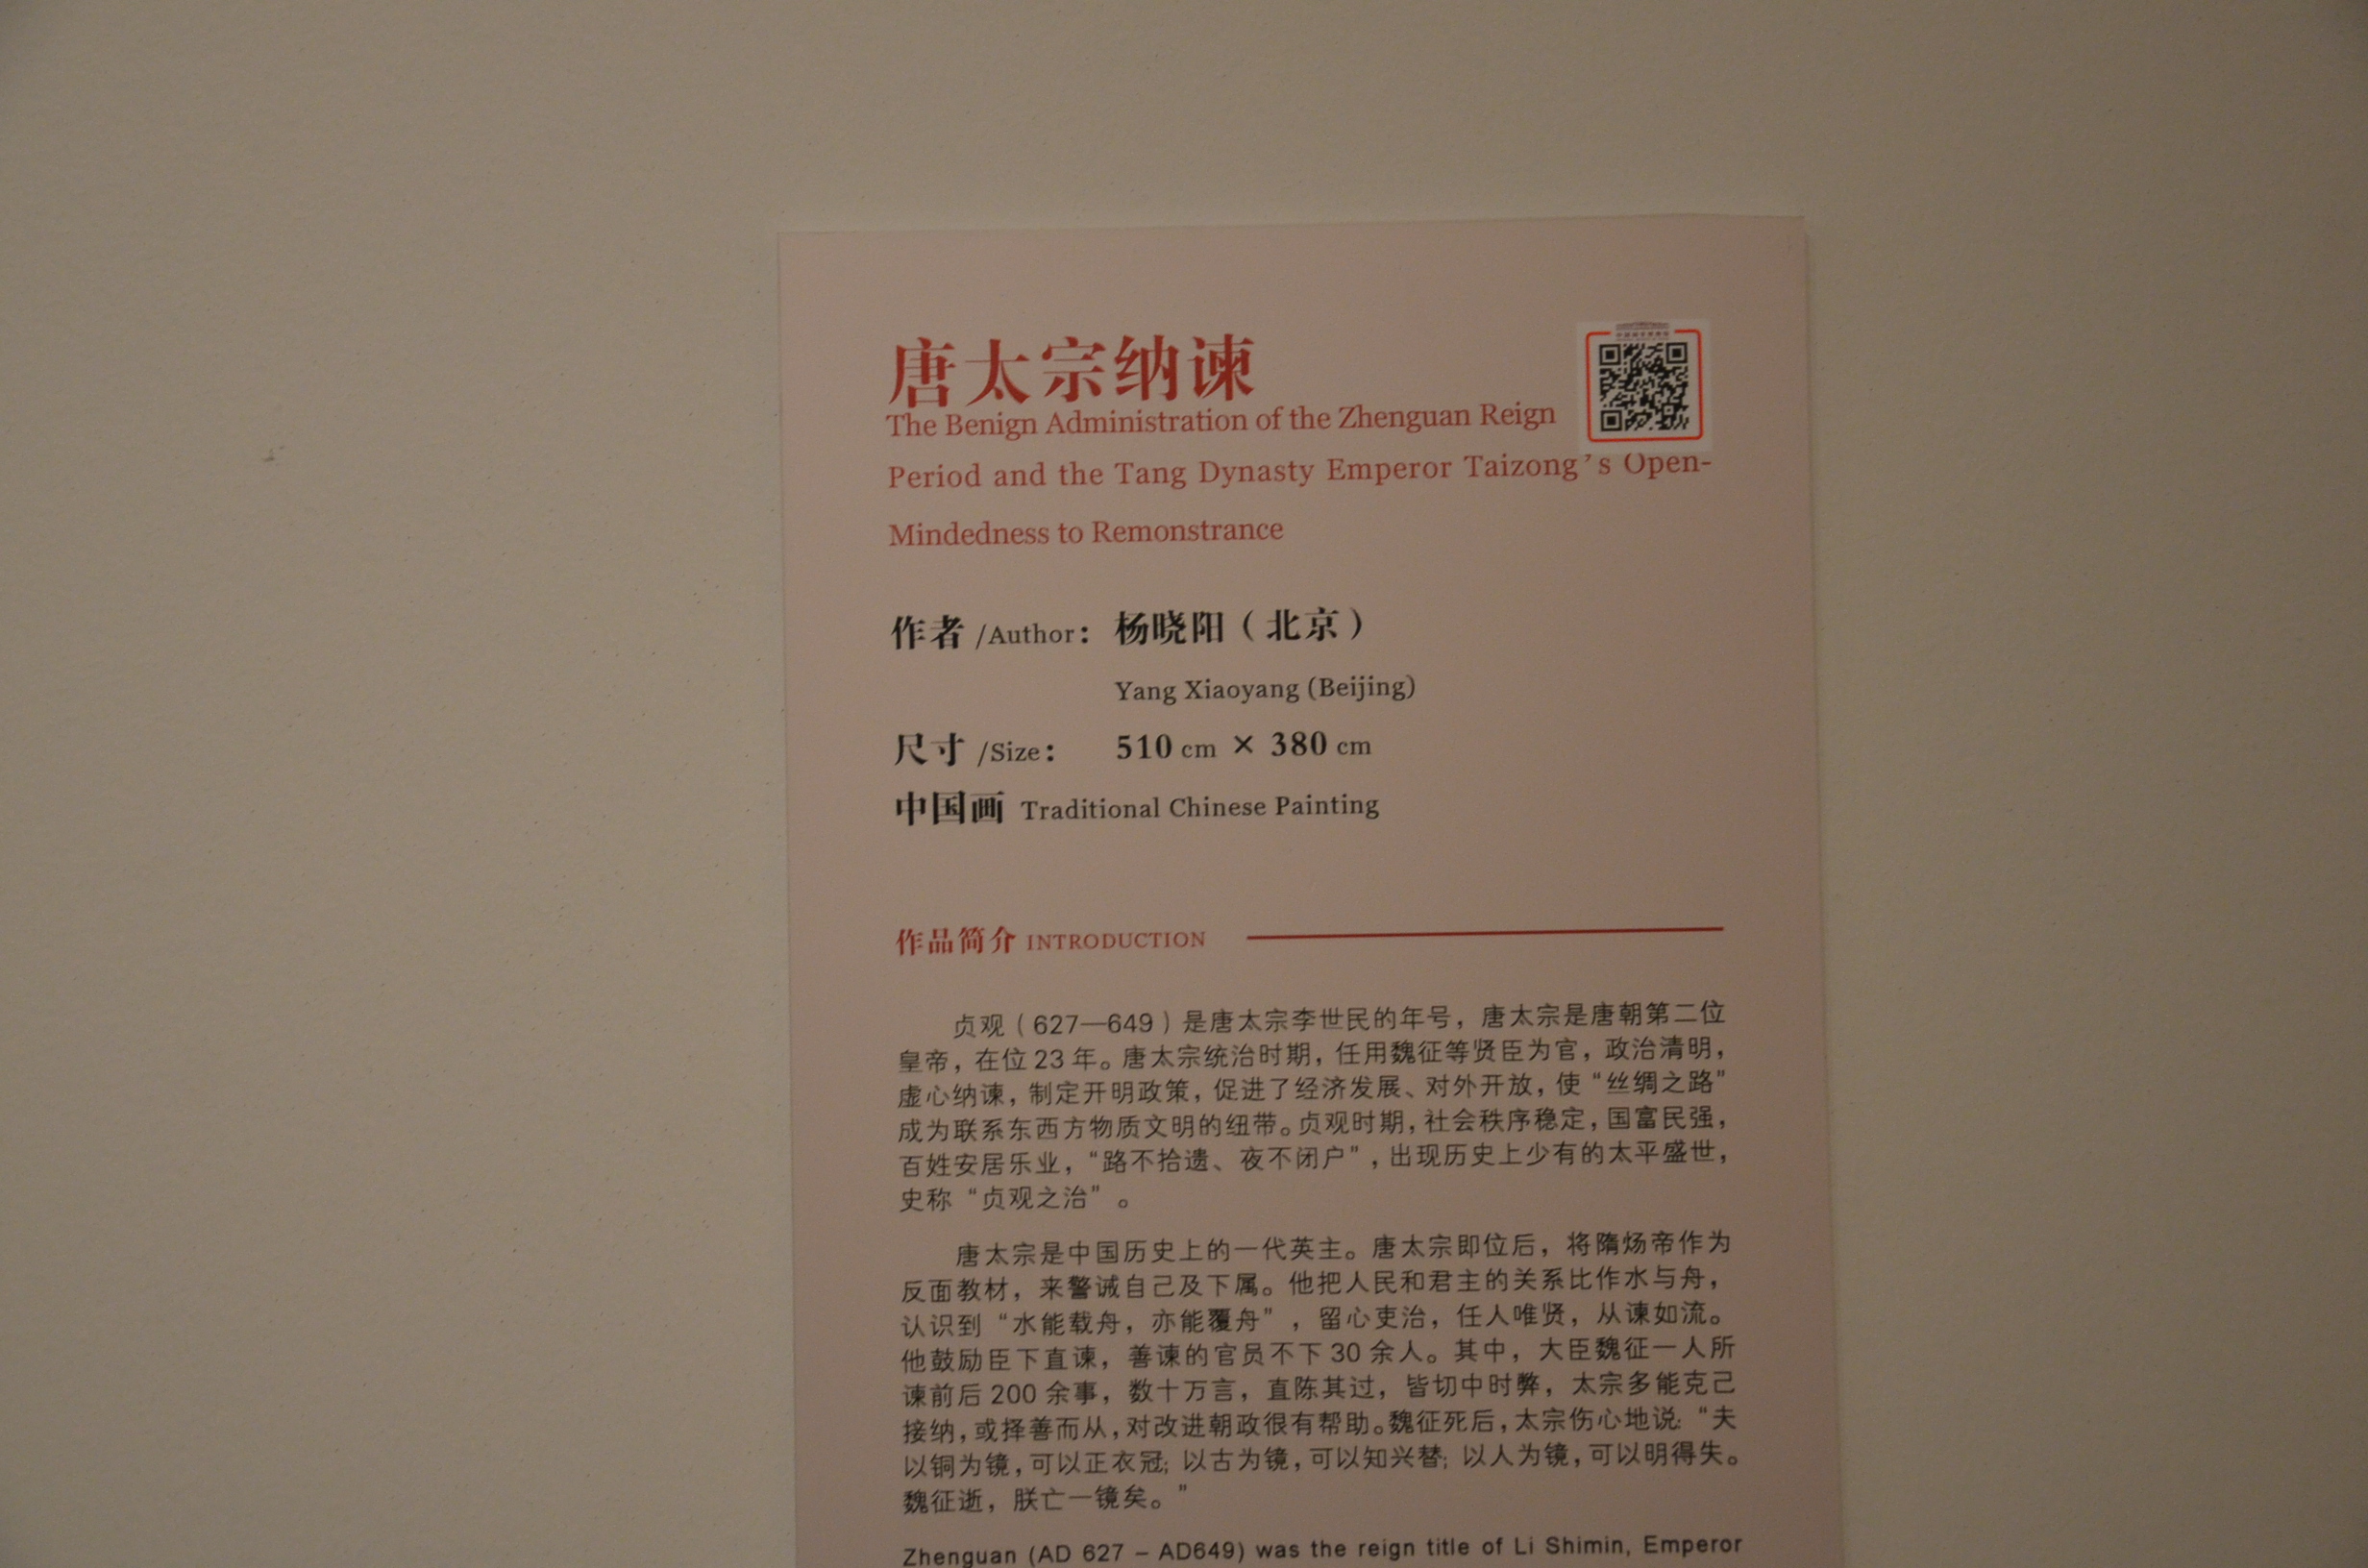 唐太宗纳谏
The Benign Administration of the Zhenguan Reign
Period and the Tang Dynasty Emperor Taizong’s Open-
Mindedness to Remonstrance
作者 /Author： 杨晓阳（北京）
Yang Xiaoyang (Beijing)
尺寸 /Size： 510 cm × 380 cm
中国画 Traditional Chinese Painting
作品简介 INTRODUCTION
贞观（627—649）是唐太宗李世民的年号，唐太宗是唐朝第二位
皇帝，在位 23 年。唐太宗统治时期，任用魏征等贤臣为官，政治清明，
虚心纳谏，制定开明政策，促进了经济发展、对外开放，使“丝绸之路”
成为联系东西方物质文明的纽带。贞观时期，社会秩序稳定，国富民强，
百姓安居乐业，“路不拾遗、夜不闭户”，出现历史上少有的太平盛世，
史称“贞观之治”。
唐太宗是中国历史上的一代英主。唐太宗即位后，将隋炀帝作为
反面教材，来警诫自己及下属。他把人民和君主的关系比作水与舟，
认识到“水能载舟，亦能覆舟”，留心吏治，任人唯贤，从谏如流。
他鼓励臣下直谏，善谏的官员不下 30 余人。其中，大臣魏征一人所
谏前后 200 余事，数十万言，直陈其过，皆切中时弊，太宗多能克己
接纳，或择善而从，对改进朝政很有帮助。魏征死后，太宗伤心地说：“夫
以铜为镜，可以正衣冠；以古为镜，可以知兴替；以人为镜，可以明得失。
魏征逝，朕亡一镜矣。”
Zhenguan (AD 627 – AD649) was the reign title of Li Shimin, Emperor